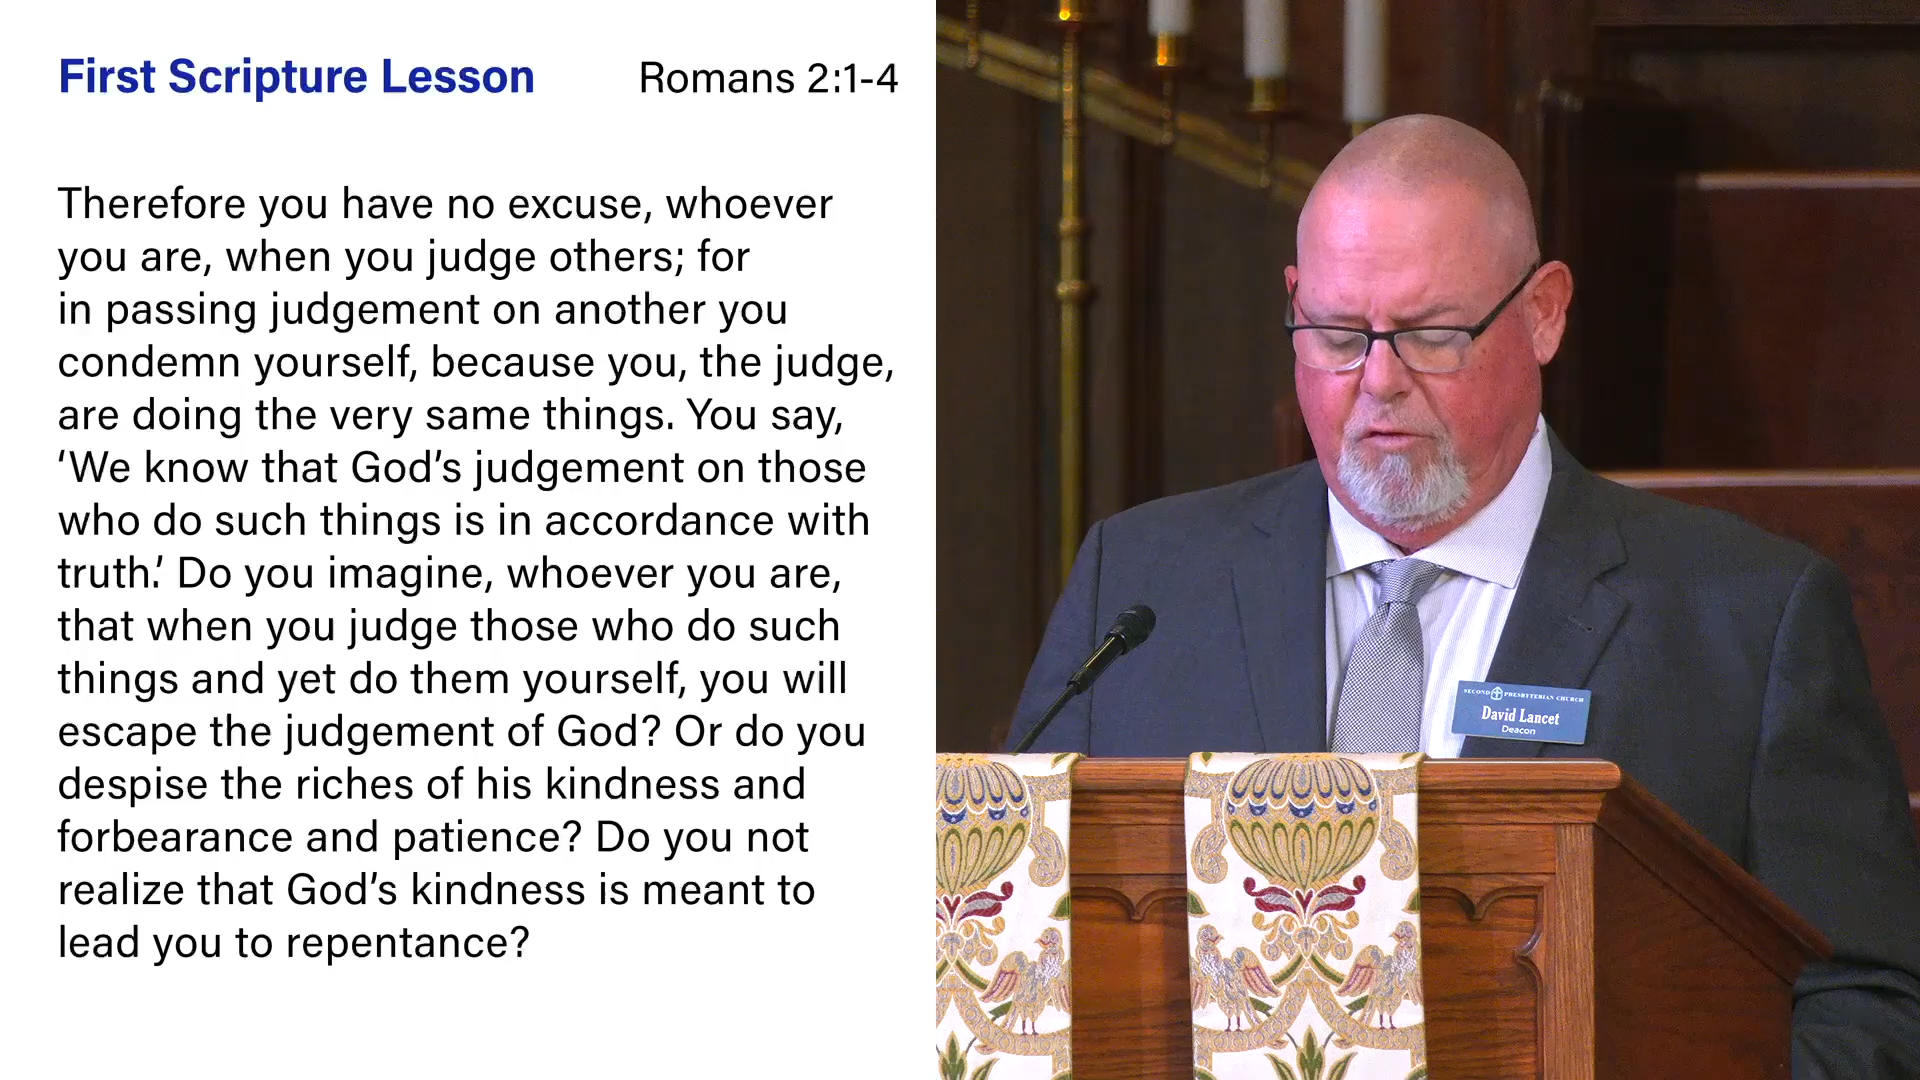 First Scripture Lesson Romans 2:1-4
Therefore you have no excuse, whoever
you are, when you judge others; for
in passing judgement on another you
condemn yourself, because you, the judge,
are doing the very same things. You say,
‘We know that God’s judgement on those
who do such things is in accordance with
truth.’ Do you imagine, whoever you are,
that when you judge those who do such
things and yet do them yourself, you will
escape the judgement of God? Or do you
despise the riches of his kindness and
forbearance and patience? Do you not
realize that God’s kindness is meant to
lead you to repentance?
SECOND PRESBYTERIAN CHURCH
David Lancet
Deacon